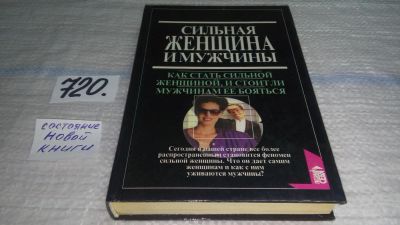 СИЛЬНАЯ
ЖЕНЩИНА
И МУЖЧИНЫ
КАК СТАТЬ СИЛЬНОЙ
ЖЕНЩИНОЙ, И СТОИТ ЛИ
МУЖЧИНАМ ЕЕ БОЯТЬСЯ
Сегодня в нашей стране все более
распространенным становится феномен
сильной женщины. Что он дает самим
женщинам и как с ним
уживаются мужчины?
720.
состояние
новой
книги